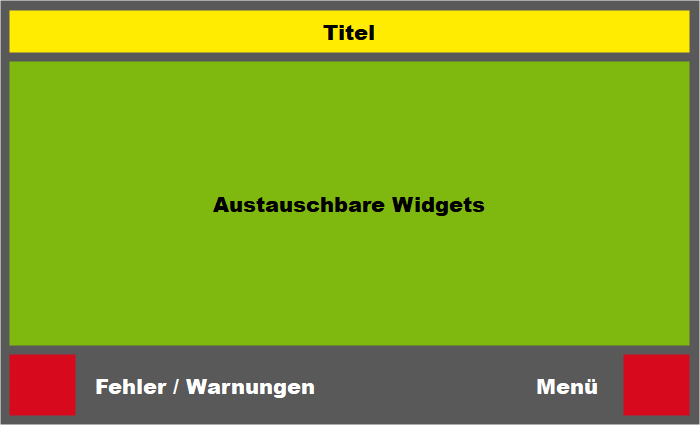 Titel
Austauschbare Widgets
Fehler / Warnungen
Menü